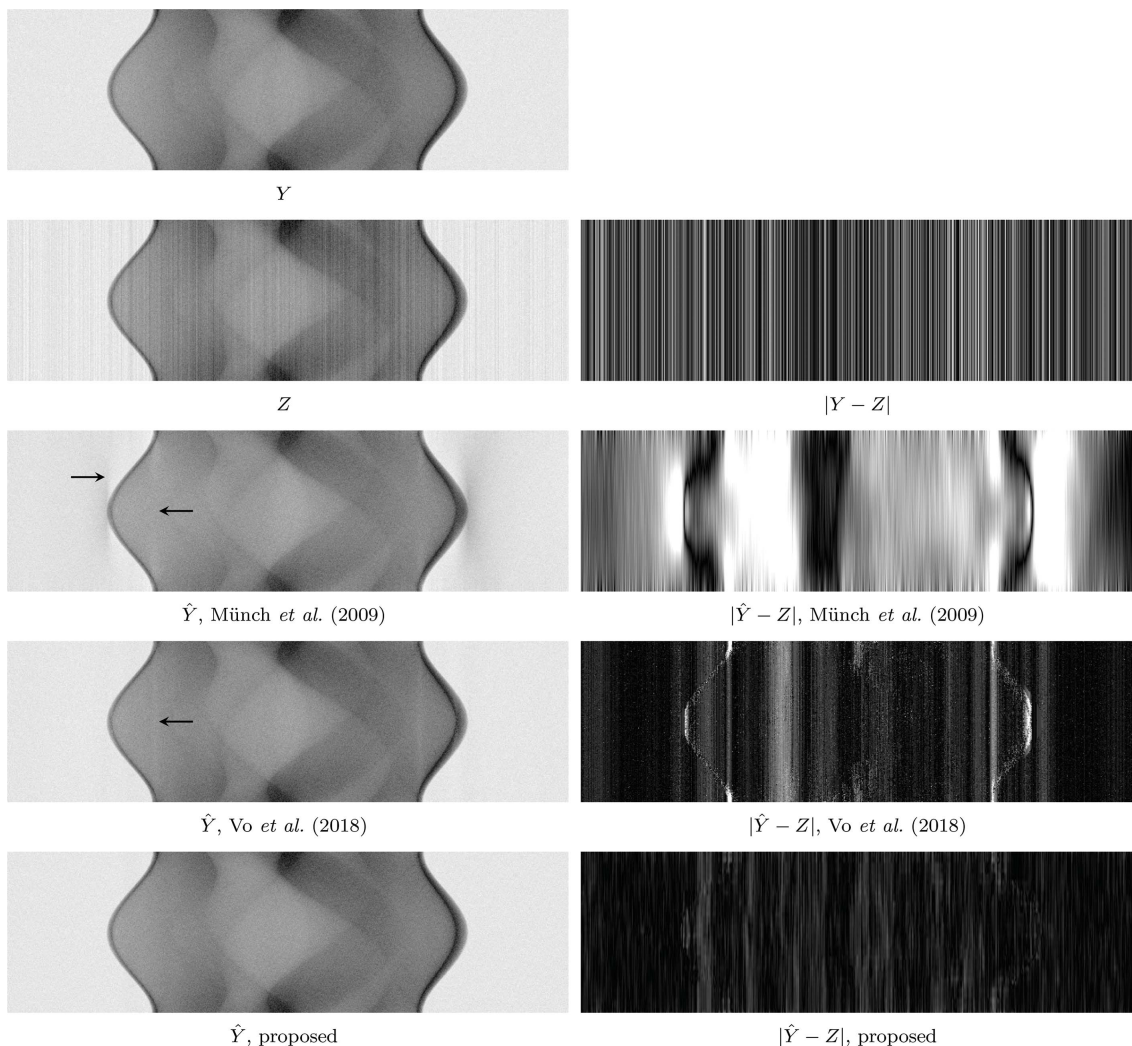 Y
Z
|Y − Z|
Ŷ, Münch et al. (2009)
|Ŷ − Z|, Münch et al. (2009)
Ŷ, Vo et al. (2018)
|Ŷ − Z|, Vo et al. (2018)
Ŷ, proposed
|Ŷ − Z|, proposed